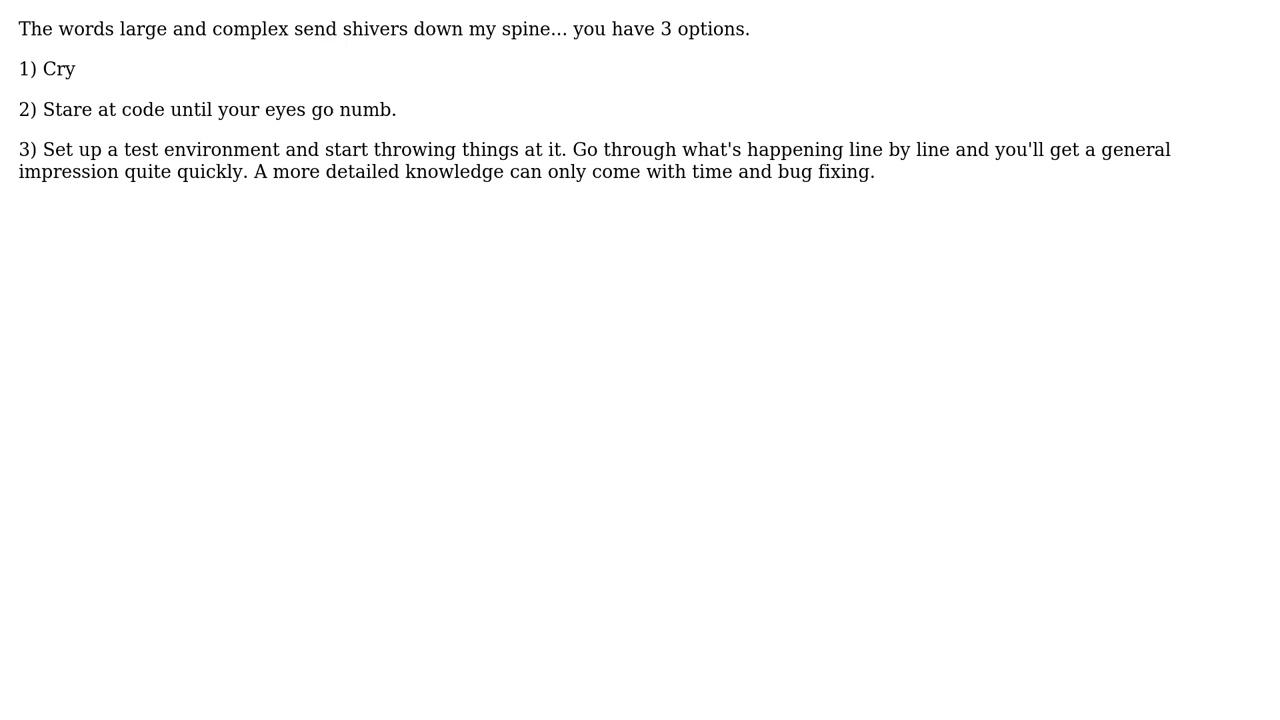 The words large and complex send shivers down my spine... you have 3 options.
1) Cry
2) Stare at code until your eyes go numb.
3) Set up a test environment and start throwing things at it. Go through what's happening line by line and you'll get a general
impression quite quickly. A more detailed knowledge can only come with time and bug fixing.